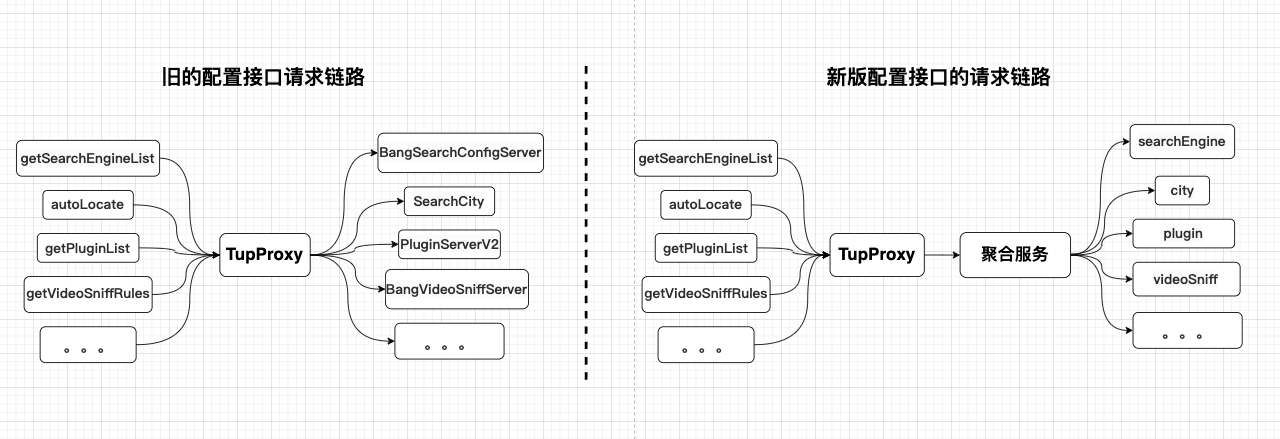 旧的配置接口请求链路
getSearchEngineList
autoLocate
getPluginList
getVideoSniffRules
。。。
TupProxy
BangSearchConfigServer
SearchCity
PluginServerV2
BangVideoSniffServer
。。。
新版配置接口的请求链路
getSearchEngineList
autoLocate
getPluginList
getVideoSniffRules
。。。
TupProxy
聚合服务
searchEngine
city
plugin
videoSniff
。。。